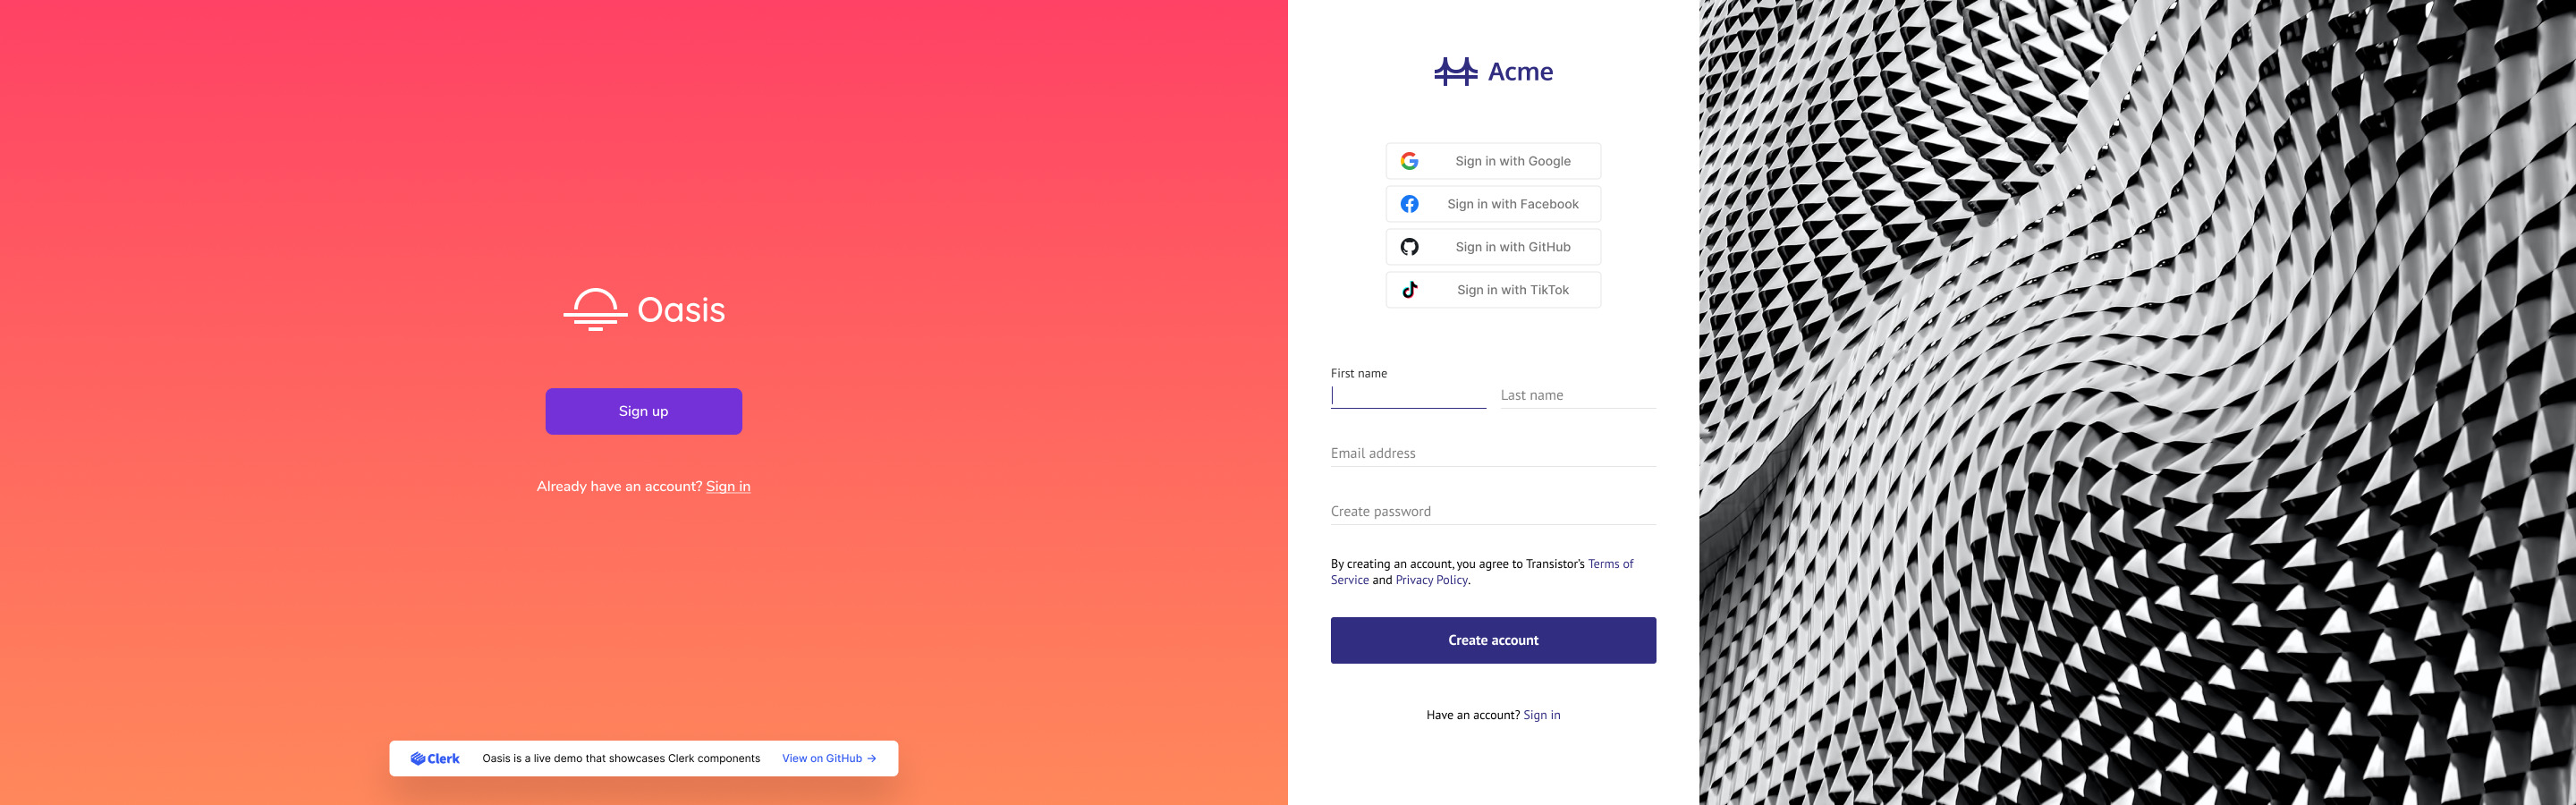 Oasis
Sign up
Already have an account? Sign in
Clerk Oasis is a live demo that showcases Clerk components View on GitHub →
Acme
Sign in with Google
Sign in with Facebook
Sign in with GitHub
Sign in with TikTok
First name
Last name
Email address
Create password
By creating an account, you agree to Transistor's Terms of
Service and Privacy Policy.
Create account
Have an account? Sign in